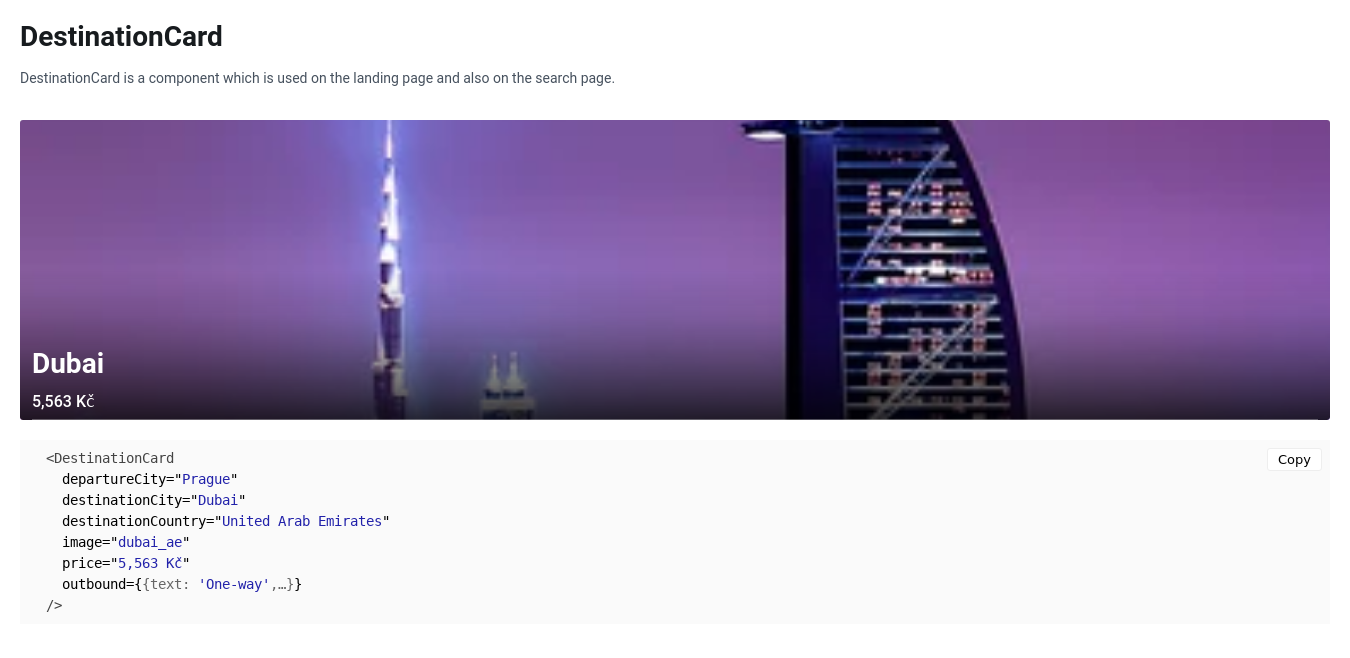 DestinationCard
DestinationCard is a component which is used on the landing page and also on the search page.
Dubai
5,563 Kč
<DestinationCard
  departureCity="Prague"
  destinationCity="Dubai"
  destinationCountry="United Arab Emirates"
  image="dubai_ae"
  price="5,563 Kč"
  outbound={{text: 'One-way',…}}
/>
Copy